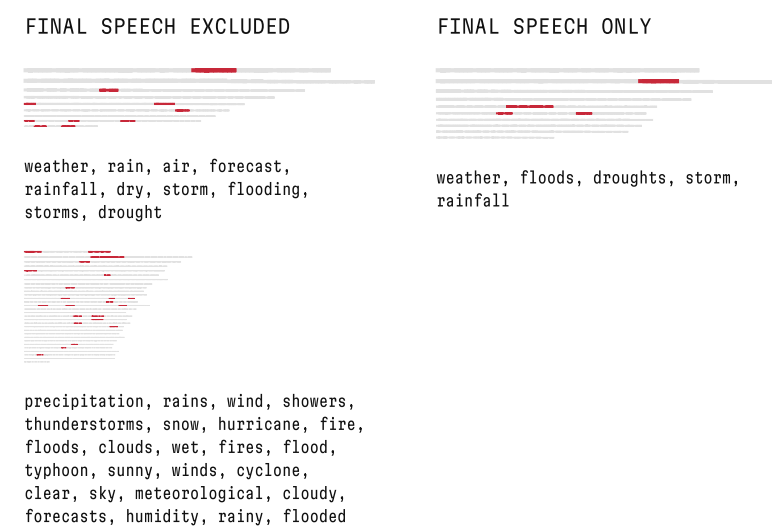 FINAL SPEECH EXCLUDED
weather, rain, air, forecast,
rainfall, dry, storm, flooding,
storms, drought
precipitation, rains, wind, showers,
thunderstorms, snow, hurricane, fire,
floods, clouds, wet, fires, flood,
typhoon, sunny, winds, cyclone,
clear, sky, meteorological, cloudy,
forecasts, humidity, rainy, flooded
FINAL SPEECH ONLY
weather, floods, droughts, storm,
rainfall